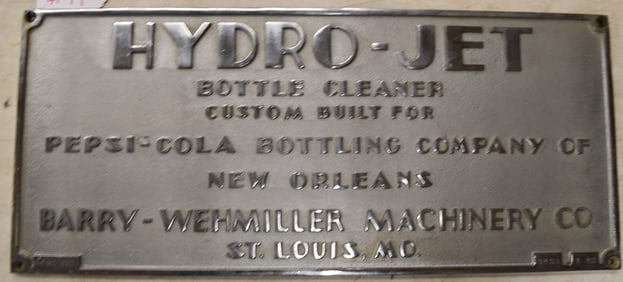 HYDRO-JET
BOTTLE CLEANER
CUSTOM BUILT FOR
PEPSI-COLA BOTTLING COMPANY OF
NEW ORLEANS
BARRY-WEHMILLER MACHINERY CO
ST. LOUIS, MO.